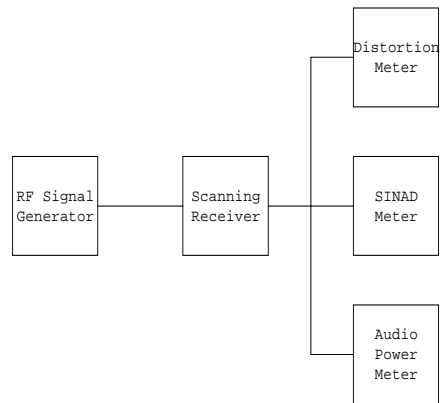 Distortion
Meter
RF Signal
Generator
Scanning
Receiver
SINAD
Meter
Audio
Power
Meter